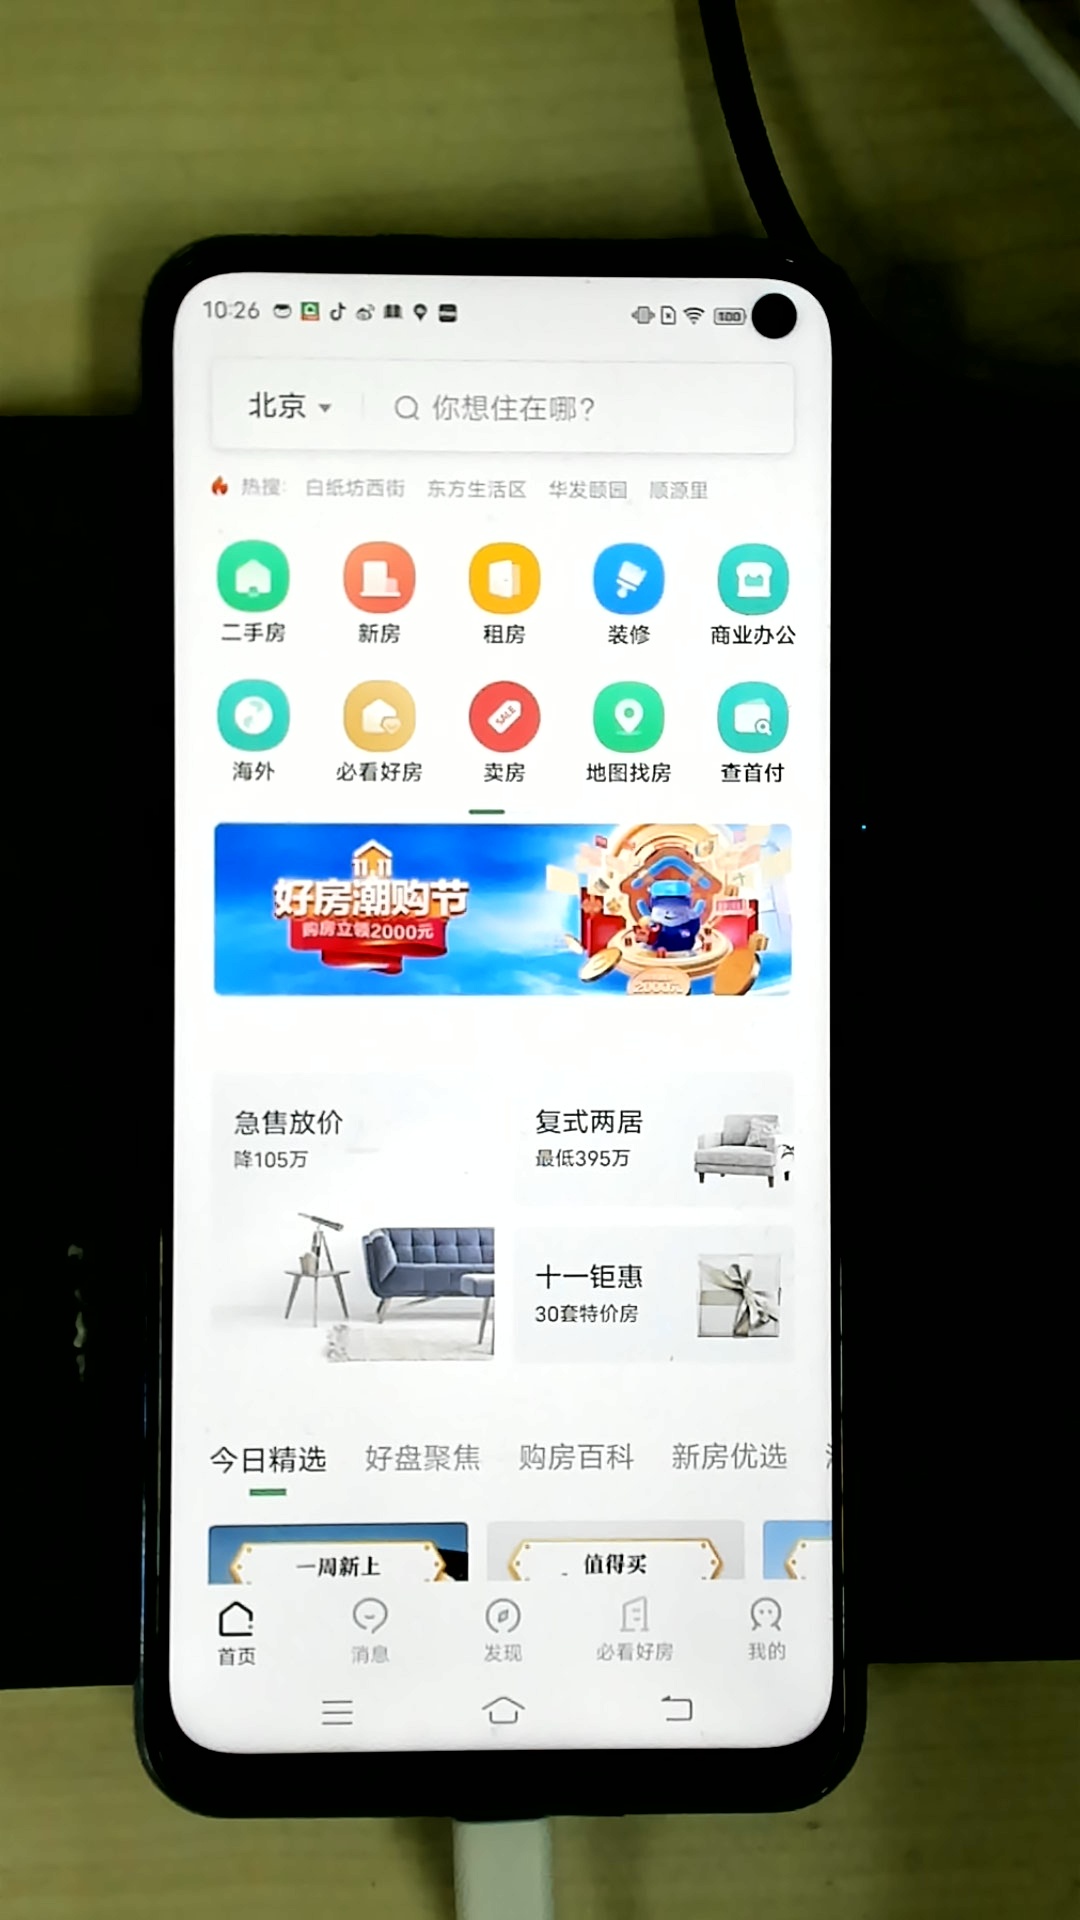 10:26
100
北京
你想住在哪?
热搜: 白纸坊西街 东方生活区 华发颐园 顺源里
二手房 新房 租房 装修 商业办公
SALE
海外 必看好房 卖房 地图找房 查首付
11 11
好房潮购节
购房立领2000元
急售放价
降105万
复式两居
最低395万
十一钜惠
30套特价房
今日精选 好盘聚焦 购房百科 新房优选
一周新上 值得买
首页 消息 发现 必看好房 我的